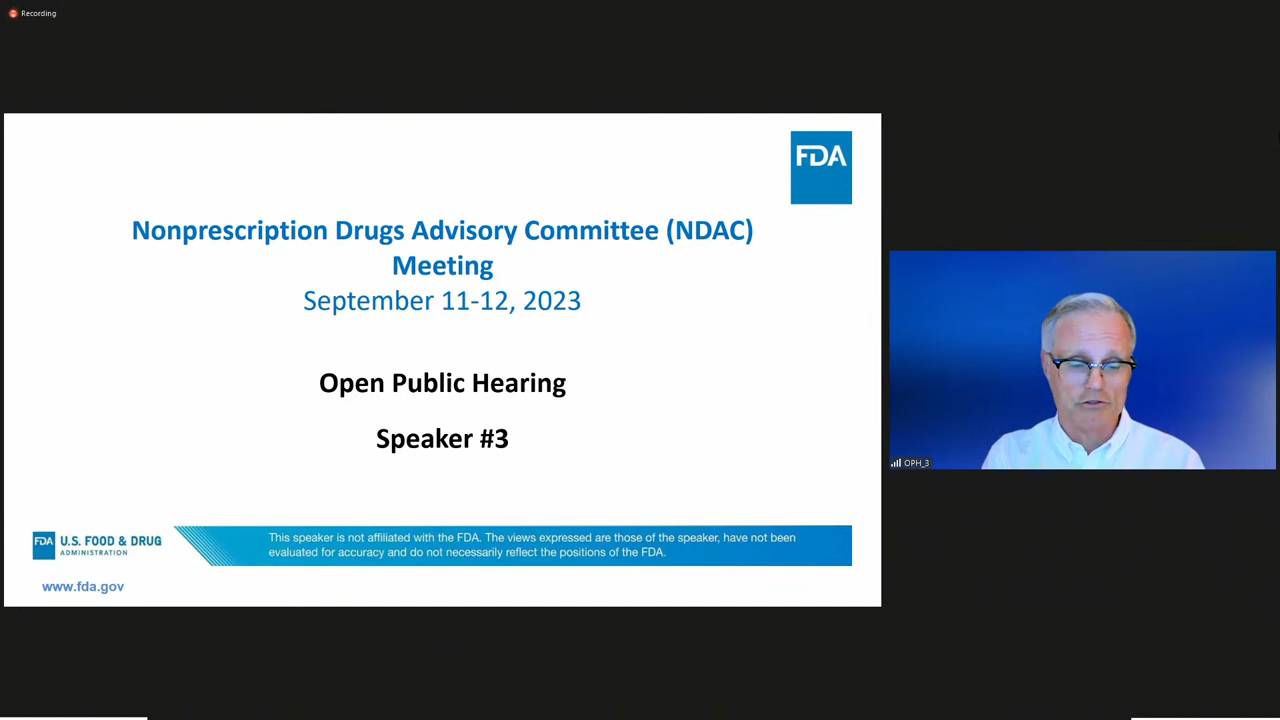 Recording
FDA
Nonprescription Drugs Advisory Committee (NDAC)
Meeting
September 11-12, 2023
Open Public Hearing
Speaker #3
FDA
U.S. FOOD & DRUG
ADMINISTRATION
This speaker is not affiliated with the FDA. The views expressed are those of the speaker, have not been
evaluated for accuracy and do not necessarily reflect the positions of the FDA.
www.fda.gov
OPH_3